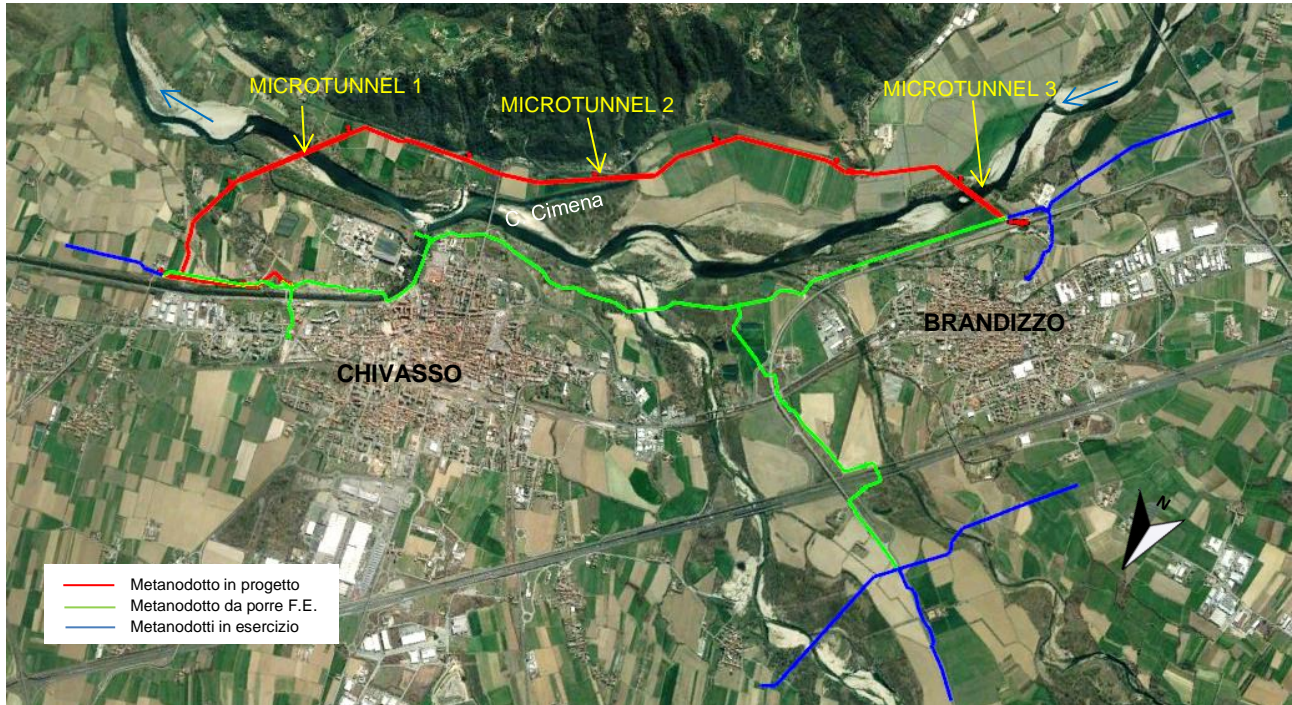 MICROTUNNEL 1
MICROTUNNEL 2
MICROTUNNEL 3
C. Cimena
BRANDIZZO
CHIVASSO
N
Metanodotto in progetto
Metanodotto da porre F.E.
Metanodotti in esercizio